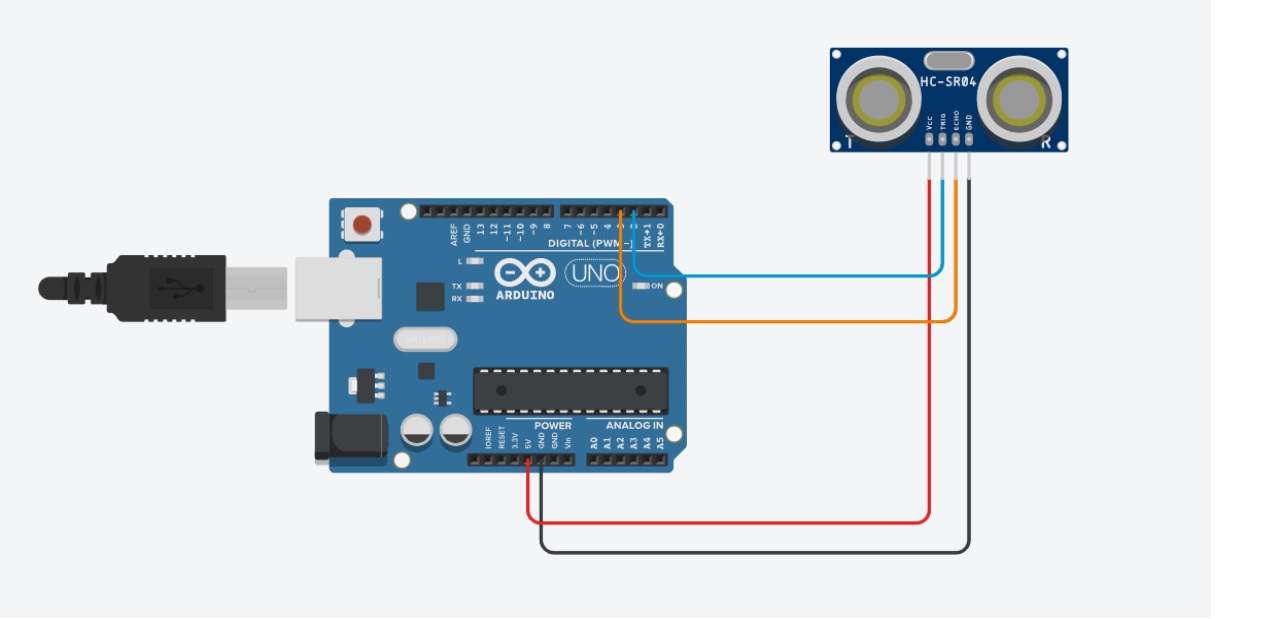 HC-SR04
Vcc TRIG ECHO GND
T R
AREF GND 13 12 ~11 ~10 ~9 8 7 ~6 ~5 4 2 TX→1 RX←0
DIGITAL (PWM~)
L
TX
RX
UNO
ARDUINO
ON
POWER ANALOG IN
IOREF RESET 3.3V 5V GND GND Vin A0 A1 A2 A3 A4 A5